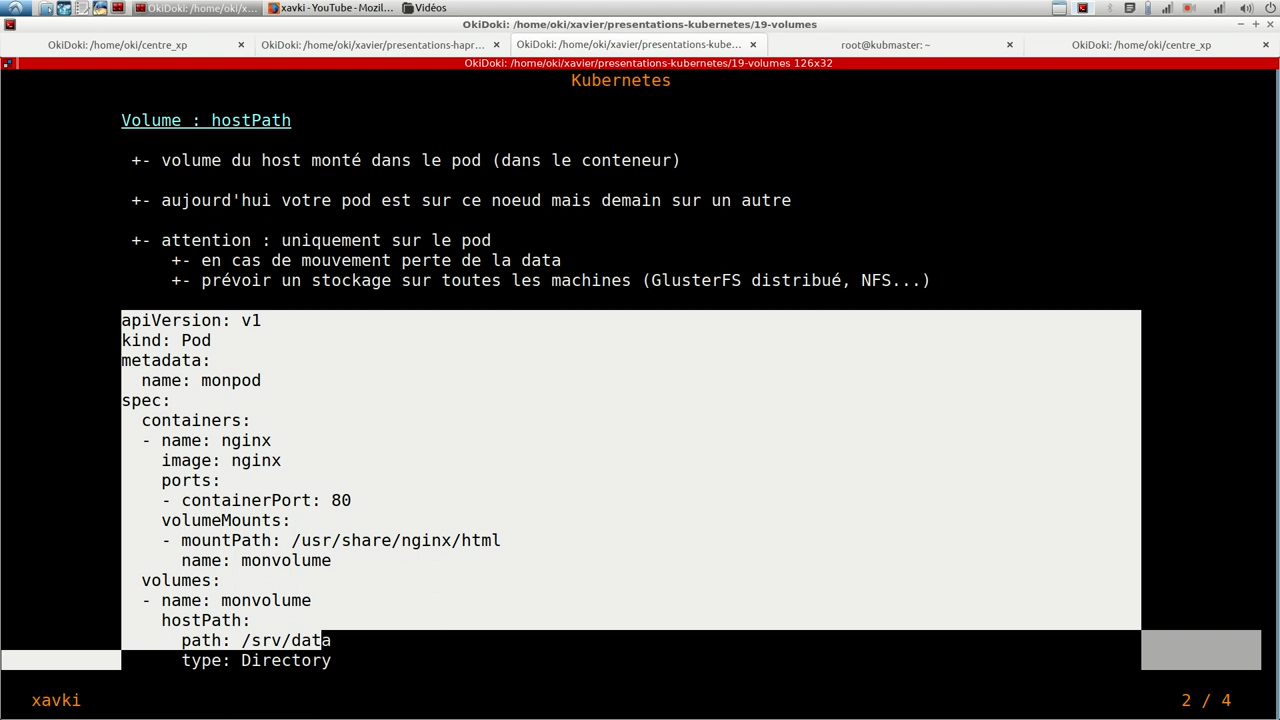 OkiDoki: /home/oki/x...
xavki - YouTube - Mozil...
Vidéos
OkiDoki: /home/oki/xavier/presentations-kubernetes/19-volumes
OkiDoki: /home/oki/centre_xp
OkiDoki: /home/oki/xavier/presentations-hapr...
OkiDoki: /home/oki/xavier/presentations-kube...
root@kubmaster: ~
OkiDoki: /home/oki/centre_xp
OkiDoki: /home/oki/xavier/presentations-kubernetes/19-volumes 126x32
Kubernetes
Volume : hostPath
+- volume du host monté dans le pod (dans le conteneur)
+- aujourd'hui votre pod est sur ce noeud mais demain sur un autre
+- attention : uniquement sur le pod
+- en cas de mouvement perte de la data
+- prévoir un stockage sur toutes les machines (GlusterFS distribué, NFS...)
apiVersion: v1
kind: Pod
metadata:
name: monpod
spec:
containers:
- name: nginx
image: nginx
ports:
- containerPort: 80
volumeMounts:
- mountPath: /usr/share/nginx/html
name: monvolume
volumes:
- name: monvolume
hostPath:
path: /srv/data
type: Directory
xavki
2 / 4